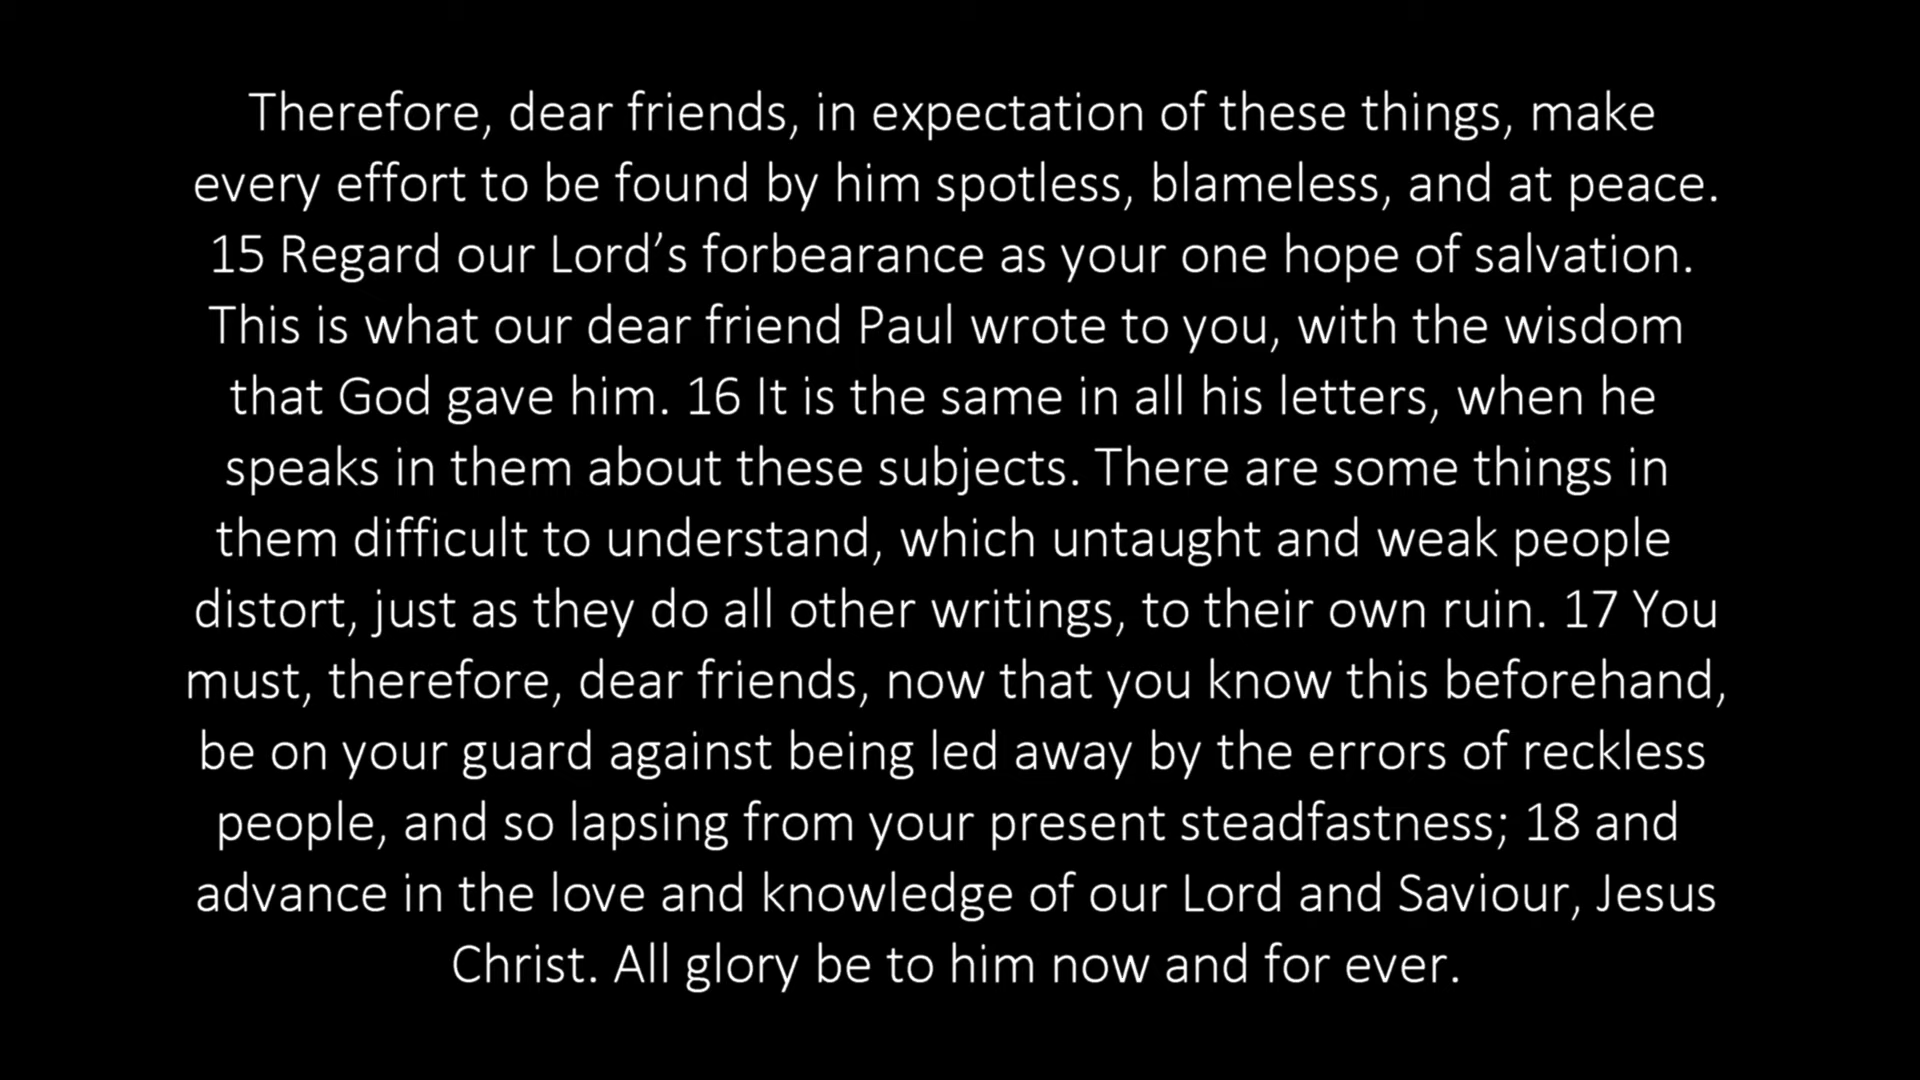 Therefore, dear friends, in expectation of these things, make
every effort to be found by him spotless, blameless, and at peace.
15 Regard our Lord’s forbearance as your one hope of salvation.
This is what our dear friend Paul wrote to you, with the wisdom
that God gave him. 16 It is the same in all his letters, when he
speaks in them about these subjects. There are some things in
them difficult to understand, which untaught and weak people
distort, just as they do all other writings, to their own ruin. 17 You
must, therefore, dear friends, now that you know this beforehand,
be on your guard against being led away by the errors of reckless
people, and so lapsing from your present steadfastness; 18 and
advance in the love and knowledge of our Lord and Saviour, Jesus
Christ. All glory be to him now and for ever.